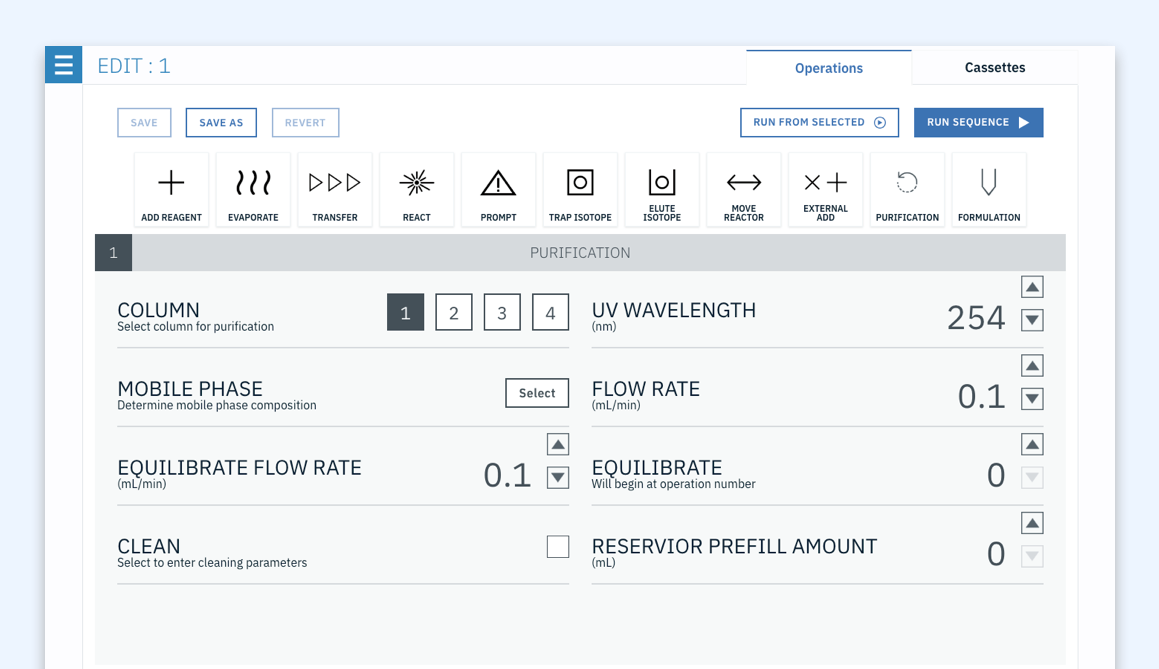 EDIT : 1
Operations
Cassettes
SAVE
SAVE AS
REVERT
RUN FROM SELECTED
RUN SEQUENCE
ADD REAGENT
EVAPORATE
TRANSFER
REACT
PROMPT
TRAP ISOTOPE
ELUTE
ISOTOPE
MOVE
REACTOR
EXTERNAL
ADD
PURIFICATION
FORMULATION
1
PURIFICATION
COLUMN
Select column for purification
1
2
3
4
UV WAVELENGTH
(nm)
254
MOBILE PHASE
Determine mobile phase composition
Select
FLOW RATE
(mL/min)
0.1
EQUILIBRATE FLOW RATE
(mL/min)
0.1
EQUILIBRATE
Will begin at operation number
0
CLEAN
Select to enter cleaning parameters
RESERVIOR PREFILL AMOUNT
(mL)
0